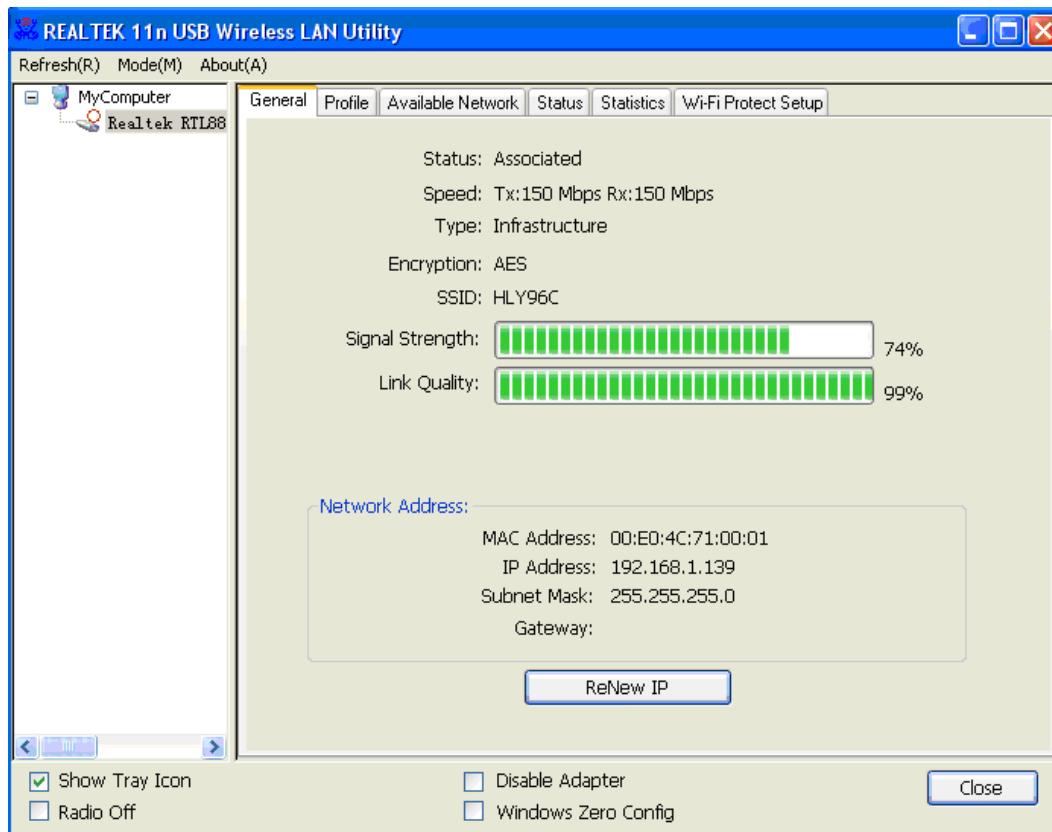 REALTEK 11n USB Wireless LAN Utility
Refresh(R) Mode(M) About(A)
MyComputer
Realtek RTL88
General Profile Available Network Status Statistics Wi-Fi Protect Setup
Status: Associated
Speed: Tx:150 Mbps Rx:150 Mbps
Type: Infrastructure
Encryption: AES
SSID: HLY96C
Signal Strength: 74%
Link Quality: 99%
Network Address:
MAC Address: 00:E0:4C:71:00:01
IP Address: 192.168.1.139
Subnet Mask: 255.255.255.0
Gateway:
ReNew IP
Show Tray Icon Disable Adapter
Radio Off Windows Zero Config
Close